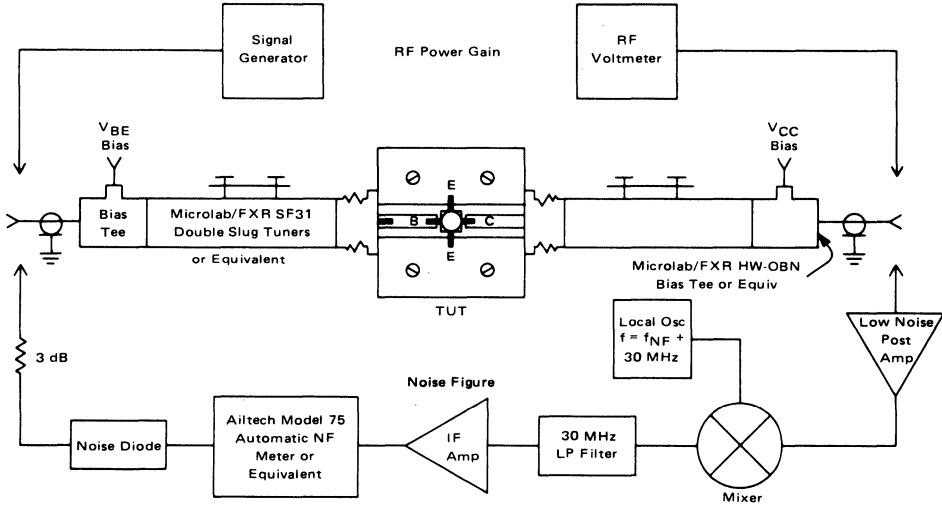 Signal
Generator
RF Power Gain
RF
Voltmeter
VBE
Bias
VCC
Bias
Bias
Tee
Microlab/FXR SF31
Double Slug Tuners
or Equivalent
E
B
C
E
TUT
Microlab/FXR HW-OBN
Bias Tee or Equiv
3 dB
Local Osc
f = fNF +
30 MHz
Low Noise
Post
Amp
Noise Figure
Noise Diode
Ailtech Model 75
Automatic NF
Meter or
Equivalent
IF
Amp
30 MHz
LP Filter
Mixer